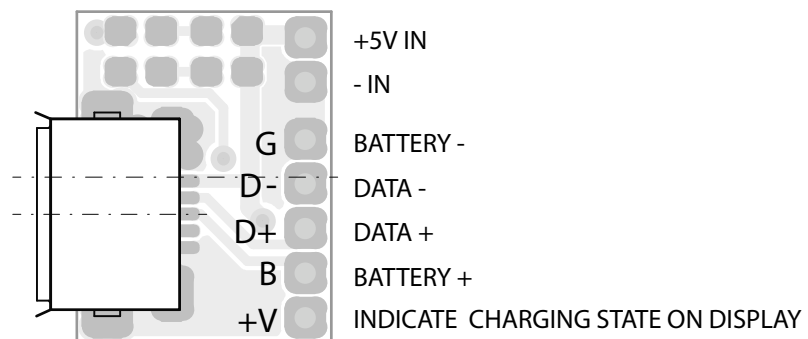 +5V IN
- IN
G BATTERY -
D- DATA -
D+ DATA +
B BATTERY +
+V INDICATE CHARGING STATE ON DISPLAY